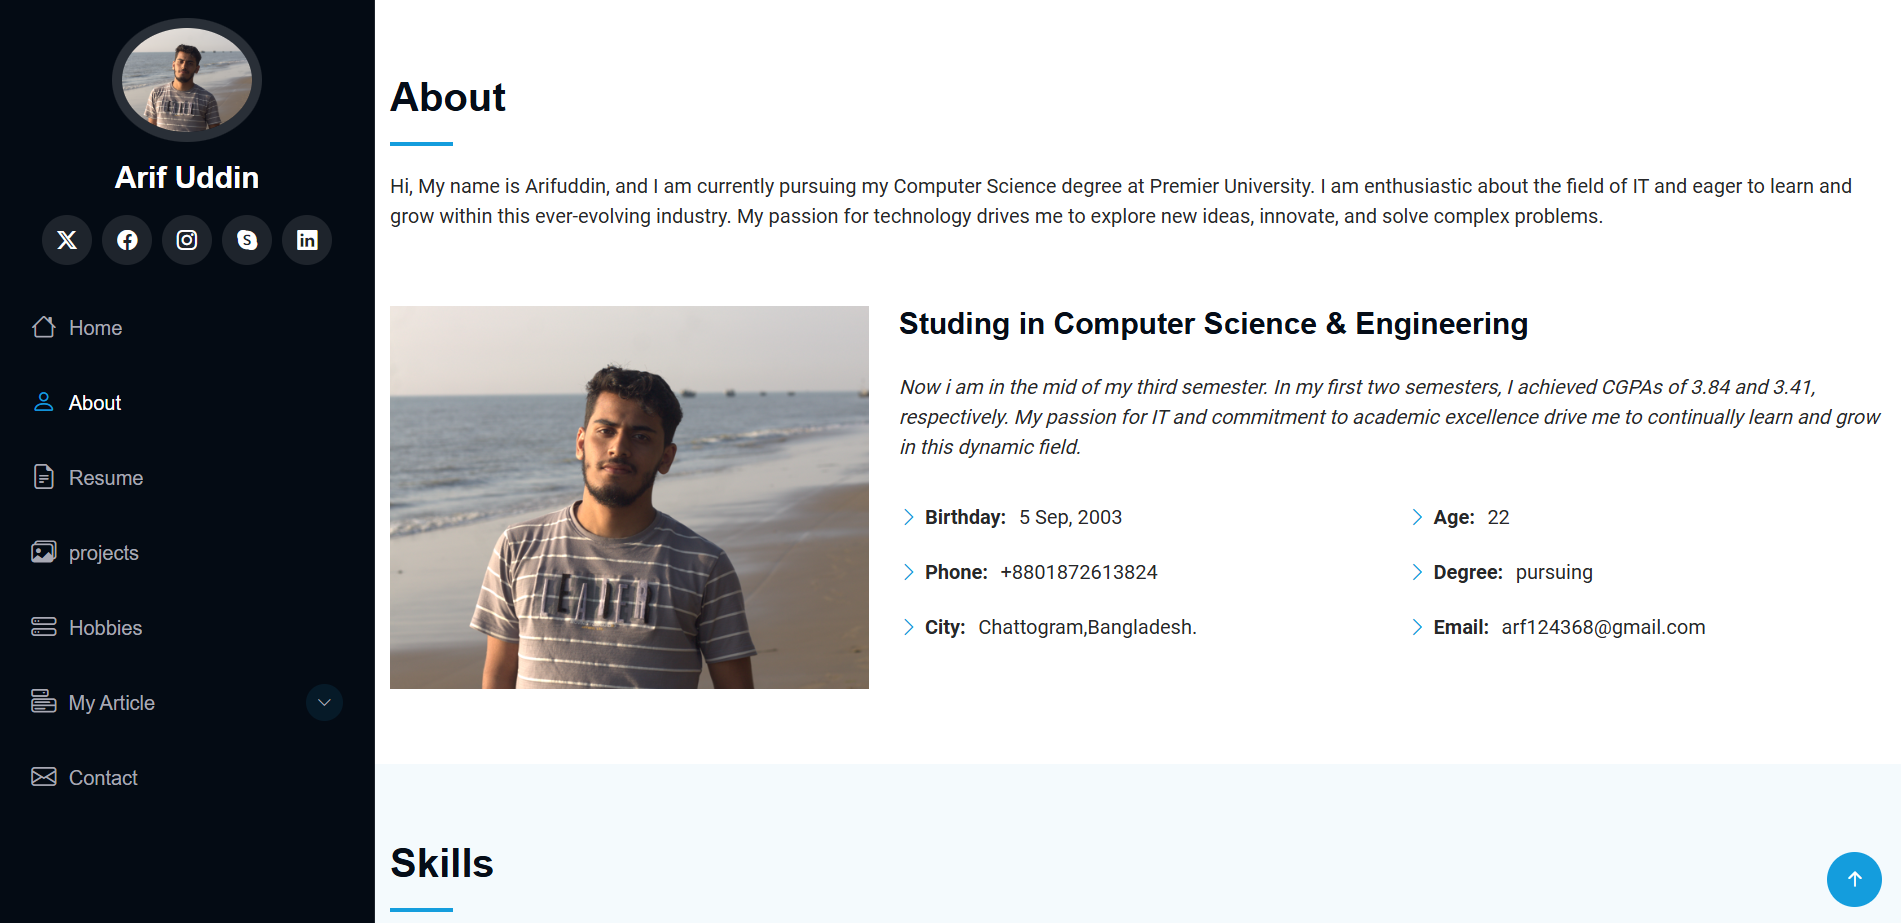 Arif Uddin
Home
About
Resume
projects
Hobbies
My Article
Contact
About
Hi, My name is Arifuddin, and I am currently pursuing my Computer Science degree at Premier University. I am enthusiastic about the field of IT and eager to learn and
grow within this ever-evolving industry. My passion for technology drives me to explore new ideas, innovate, and solve complex problems.
LEADER
Studing in Computer Science & Engineering
Now i am in the mid of my third semester. In my first two semesters, I achieved CGPAs of 3.84 and 3.41,
respectively. My passion for IT and commitment to academic excellence drive me to continually learn and grow
in this dynamic field.
Birthday: 5 Sep, 2003
Age: 22
Phone: +8801872613824
Degree: pursuing
City: Chattogram,Bangladesh.
Email: arf124368@gmail.com
Skills